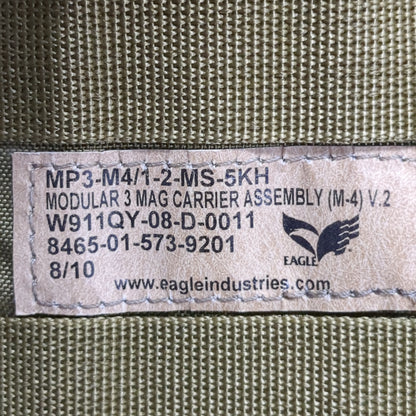 MP3-M4/1-2-MS-5KH
MODULAR 3 MAG CARRIER ASSEMBLY (M-4) V.2
W911QY-08-D-0011
8465-01-573-9201
8/10
EAGLE
www.eagleindustries.com